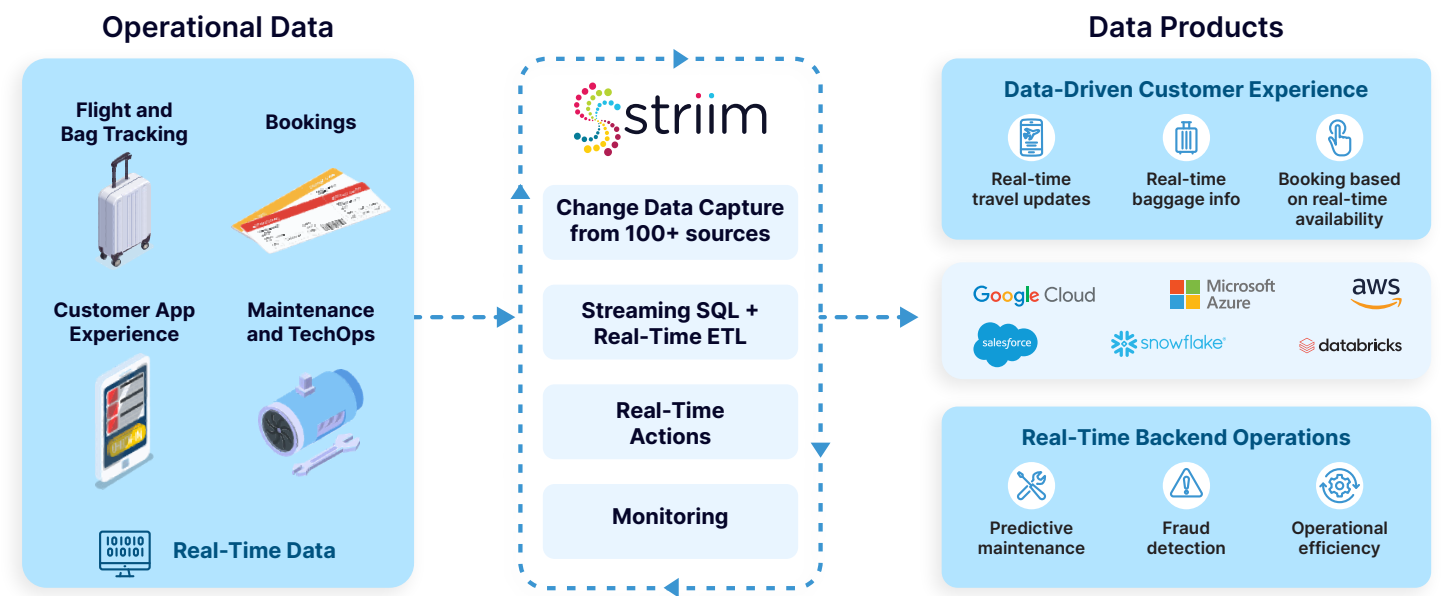 Operational Data
Flight and
Bag Tracking
Bookings
Customer App
Experience
Maintenance
and TechOps
101010
010101
Real-Time Data
striim
Change Data Capture
from 100+ sources
Streaming SQL +
Real-Time ETL
Real-Time
Actions
Monitoring
Data Products
Data-Driven Customer Experience
Real-time
travel updates
Real-time
baggage info
Booking based
on real-time
availability
Google Cloud
Microsoft
Azure
aws
salesforce
snowflake
databricks
Real-Time Backend Operations
Predictive
maintenance
Fraud
detection
Operational
efficiency